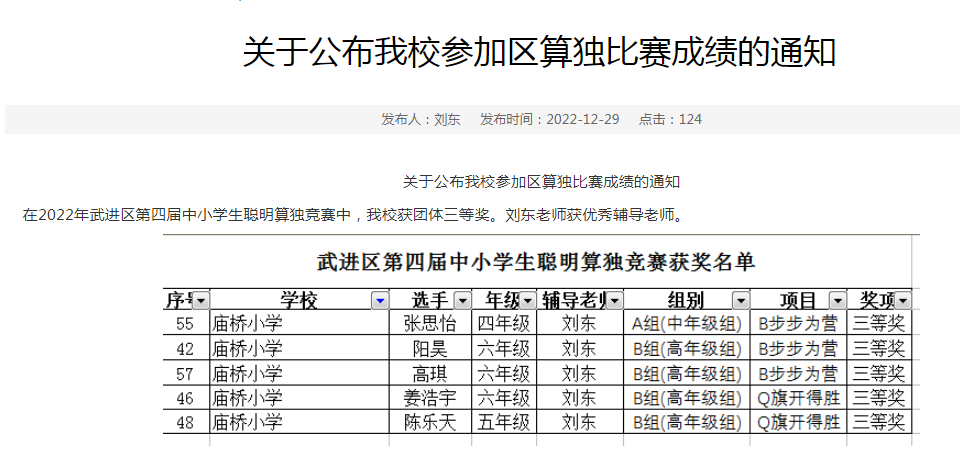 关于公布我校参加区算独比赛成绩的通知
发布人：刘东 发布时间：2022-12-29 点击：124
关于公布我校参加区算独比赛成绩的通知
在2022年武进区第四届中小学生聪明算独竞赛中，我校获团体三等奖。刘东老师获优秀辅导老师。
武进区第四届中小学生聪明算独竞赛获奖名单
序号 学校 选手 年级 辅导老师 组别 项目 奖项
55 庙桥小学 张思怡 四年级 刘东 A组(中年级组) B步步为营 三等奖
42 庙桥小学 阳昊 六年级 刘东 B组(高年级组) B步步为营 三等奖
57 庙桥小学 高琪 六年级 刘东 B组(高年级组) B步步为营 三等奖
46 庙桥小学 姜浩宇 六年级 刘东 B组(高年级组) Q旗开得胜 三等奖
48 庙桥小学 陈乐天 五年级 刘东 B组(高年级组) Q旗开得胜 三等奖